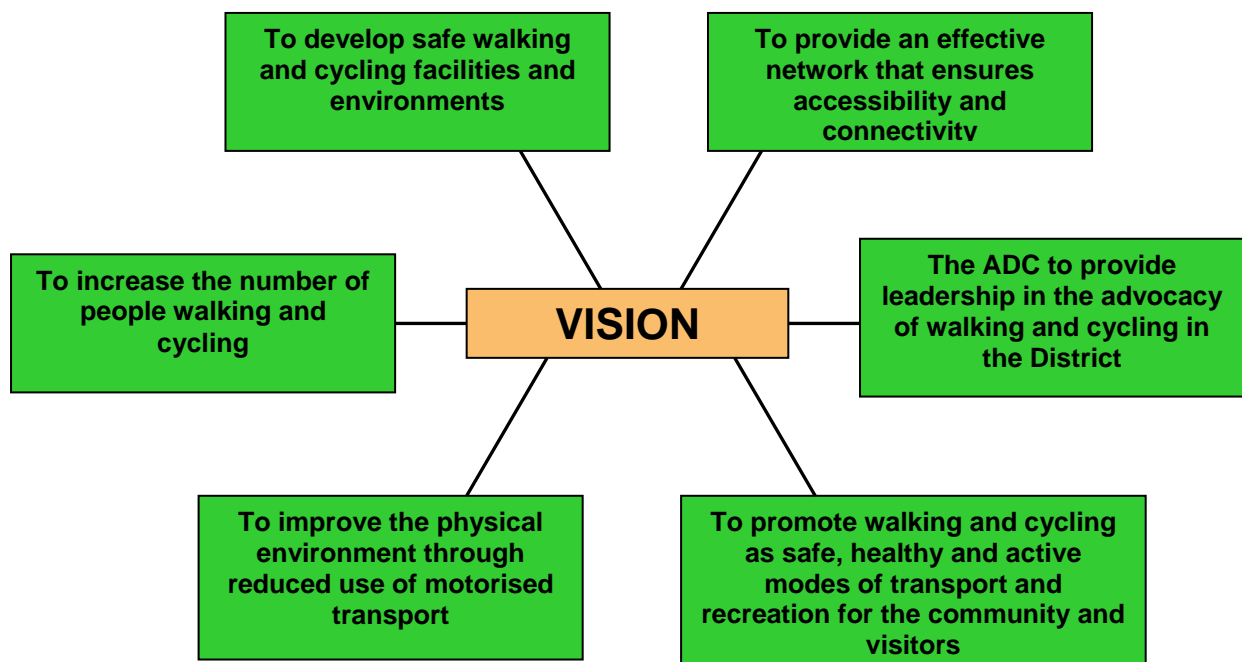 To develop safe walking
and cycling facilities and
environments
To provide an effective
network that ensures
accessibility and
connectivity
To increase the number of
people walking and
cycling
VISION
The ADC to provide
leadership in the advocacy
of walking and cycling in
the District
To improve the physical
environment through
reduced use of motorised
transport
To promote walking and cycling
as safe, healthy and active
modes of transport and
recreation for the community and
visitors